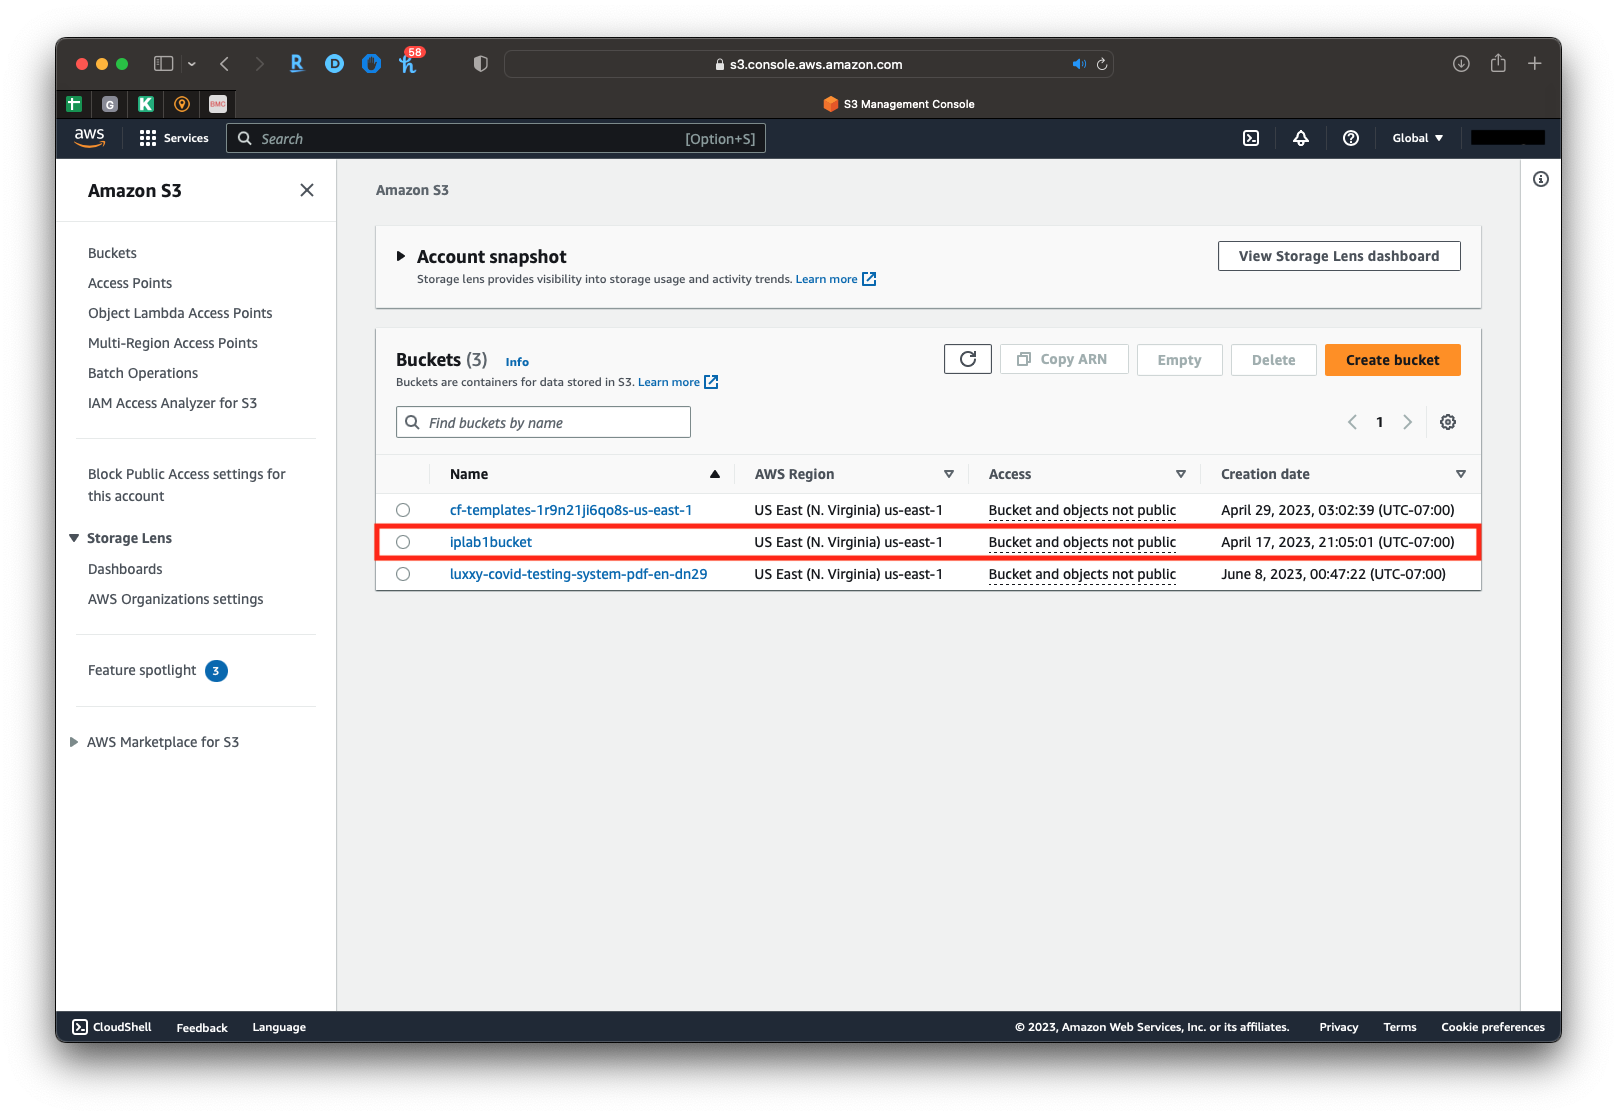 58
s3.console.aws.amazon.com
G
K
BMC
S3 Management Console
aws
Services
Search
[Option+S]
Global
Amazon S3
Buckets
Access Points
Object Lambda Access Points
Multi-Region Access Points
Batch Operations
IAM Access Analyzer for S3
Block Public Access settings for
this account
Storage Lens
Dashboards
AWS Organizations settings
Feature spotlight 3
AWS Marketplace for S3
Amazon S3
Account snapshot
Storage lens provides visibility into storage usage and activity trends. Learn more
View Storage Lens dashboard
Buckets (3) Info
Buckets are containers for data stored in S3. Learn more
Copy ARN
Empty
Delete
Create bucket
Find buckets by name
1
Name AWS Region Access Creation date
cf-templates-1r9n21ji6qo8s-us-east-1 US East (N. Virginia) us-east-1 Bucket and objects not public April 29, 2023, 03:02:39 (UTC-07:00)
iplab1bucket US East (N. Virginia) us-east-1 Bucket and objects not public April 17, 2023, 21:05:01 (UTC-07:00)
luxxy-covid-testing-system-pdf-en-dn29 US East (N. Virginia) us-east-1 Bucket and objects not public June 8, 2023, 00:47:22 (UTC-07:00)
CloudShell Feedback Language
© 2023, Amazon Web Services, Inc. or its affiliates. Privacy Terms Cookie preferences